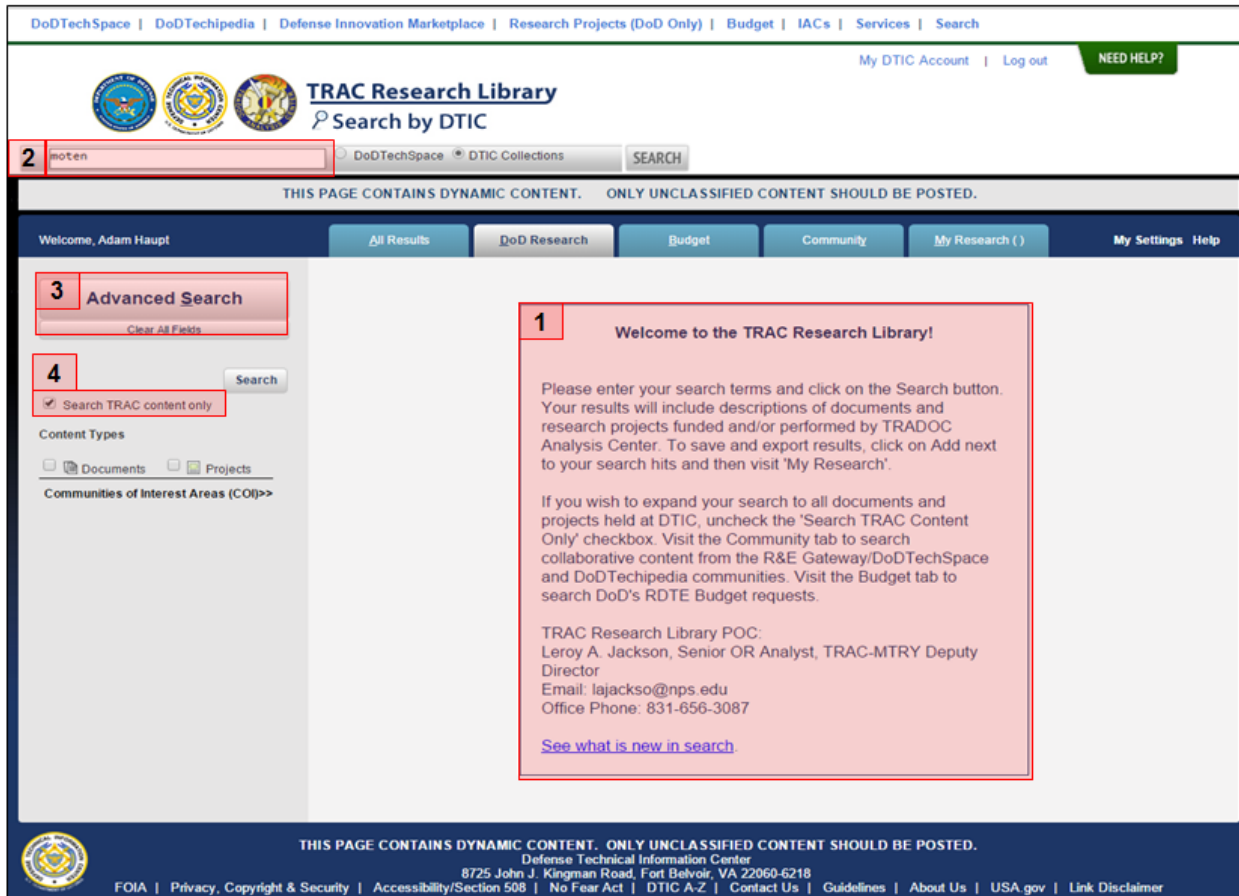 DoDTechSpace | DoDTechipedia | Defense Innovation Marketplace | Research Projects (DoD Only) | Budget | IACs | Services | Search
My DTIC Account | Log out
NEED HELP?
TRAC Research Library
Search by DTIC
2
moten
DoDTechSpace
DTIC Collections
SEARCH
THIS PAGE CONTAINS DYNAMIC CONTENT. ONLY UNCLASSIFIED CONTENT SHOULD BE POSTED.
Welcome, Adam Haupt
All Results
DoD Research
Budget
Community
My Research ( )
My Settings Help
3
Advanced Search
Clear All Fields
4
Search
Search TRAC content only
Content Types
Documents
Projects
Communities of Interest Areas (COI)>>
1
Welcome to the TRAC Research Library!
Please enter your search terms and click on the Search button.
Your results will include descriptions of documents and
research projects funded and/or performed by TRADOC
Analysis Center. To save and export results, click on Add next
to your search hits and then visit 'My Research'.
If you wish to expand your search to all documents and
projects held at DTIC, uncheck the 'Search TRAC Content
Only' checkbox. Visit the Community tab to search
collaborative content from the R&E Gateway/DoDTechSpace
and DoDTechipedia communities. Visit the Budget tab to
search DoD's RDTE Budget requests.
TRAC Research Library POC:
Leroy A. Jackson, Senior OR Analyst, TRAC-MTRY Deputy
Director
Email: lajackso@nps.edu
Office Phone: 831-656-3087
See what is new in search.
THIS PAGE CONTAINS DYNAMIC CONTENT. ONLY UNCLASSIFIED CONTENT SHOULD BE POSTED.
Defense Technical Information Center
8725 John J. Kingman Road, Fort Belvoir, VA 22060-6218
FOIA | Privacy, Copyright & Security | Accessibility/Section 508 | No Fear Act | DTIC A-Z | Contact Us | Guidelines | About Us | USA.gov | Link Disclaimer